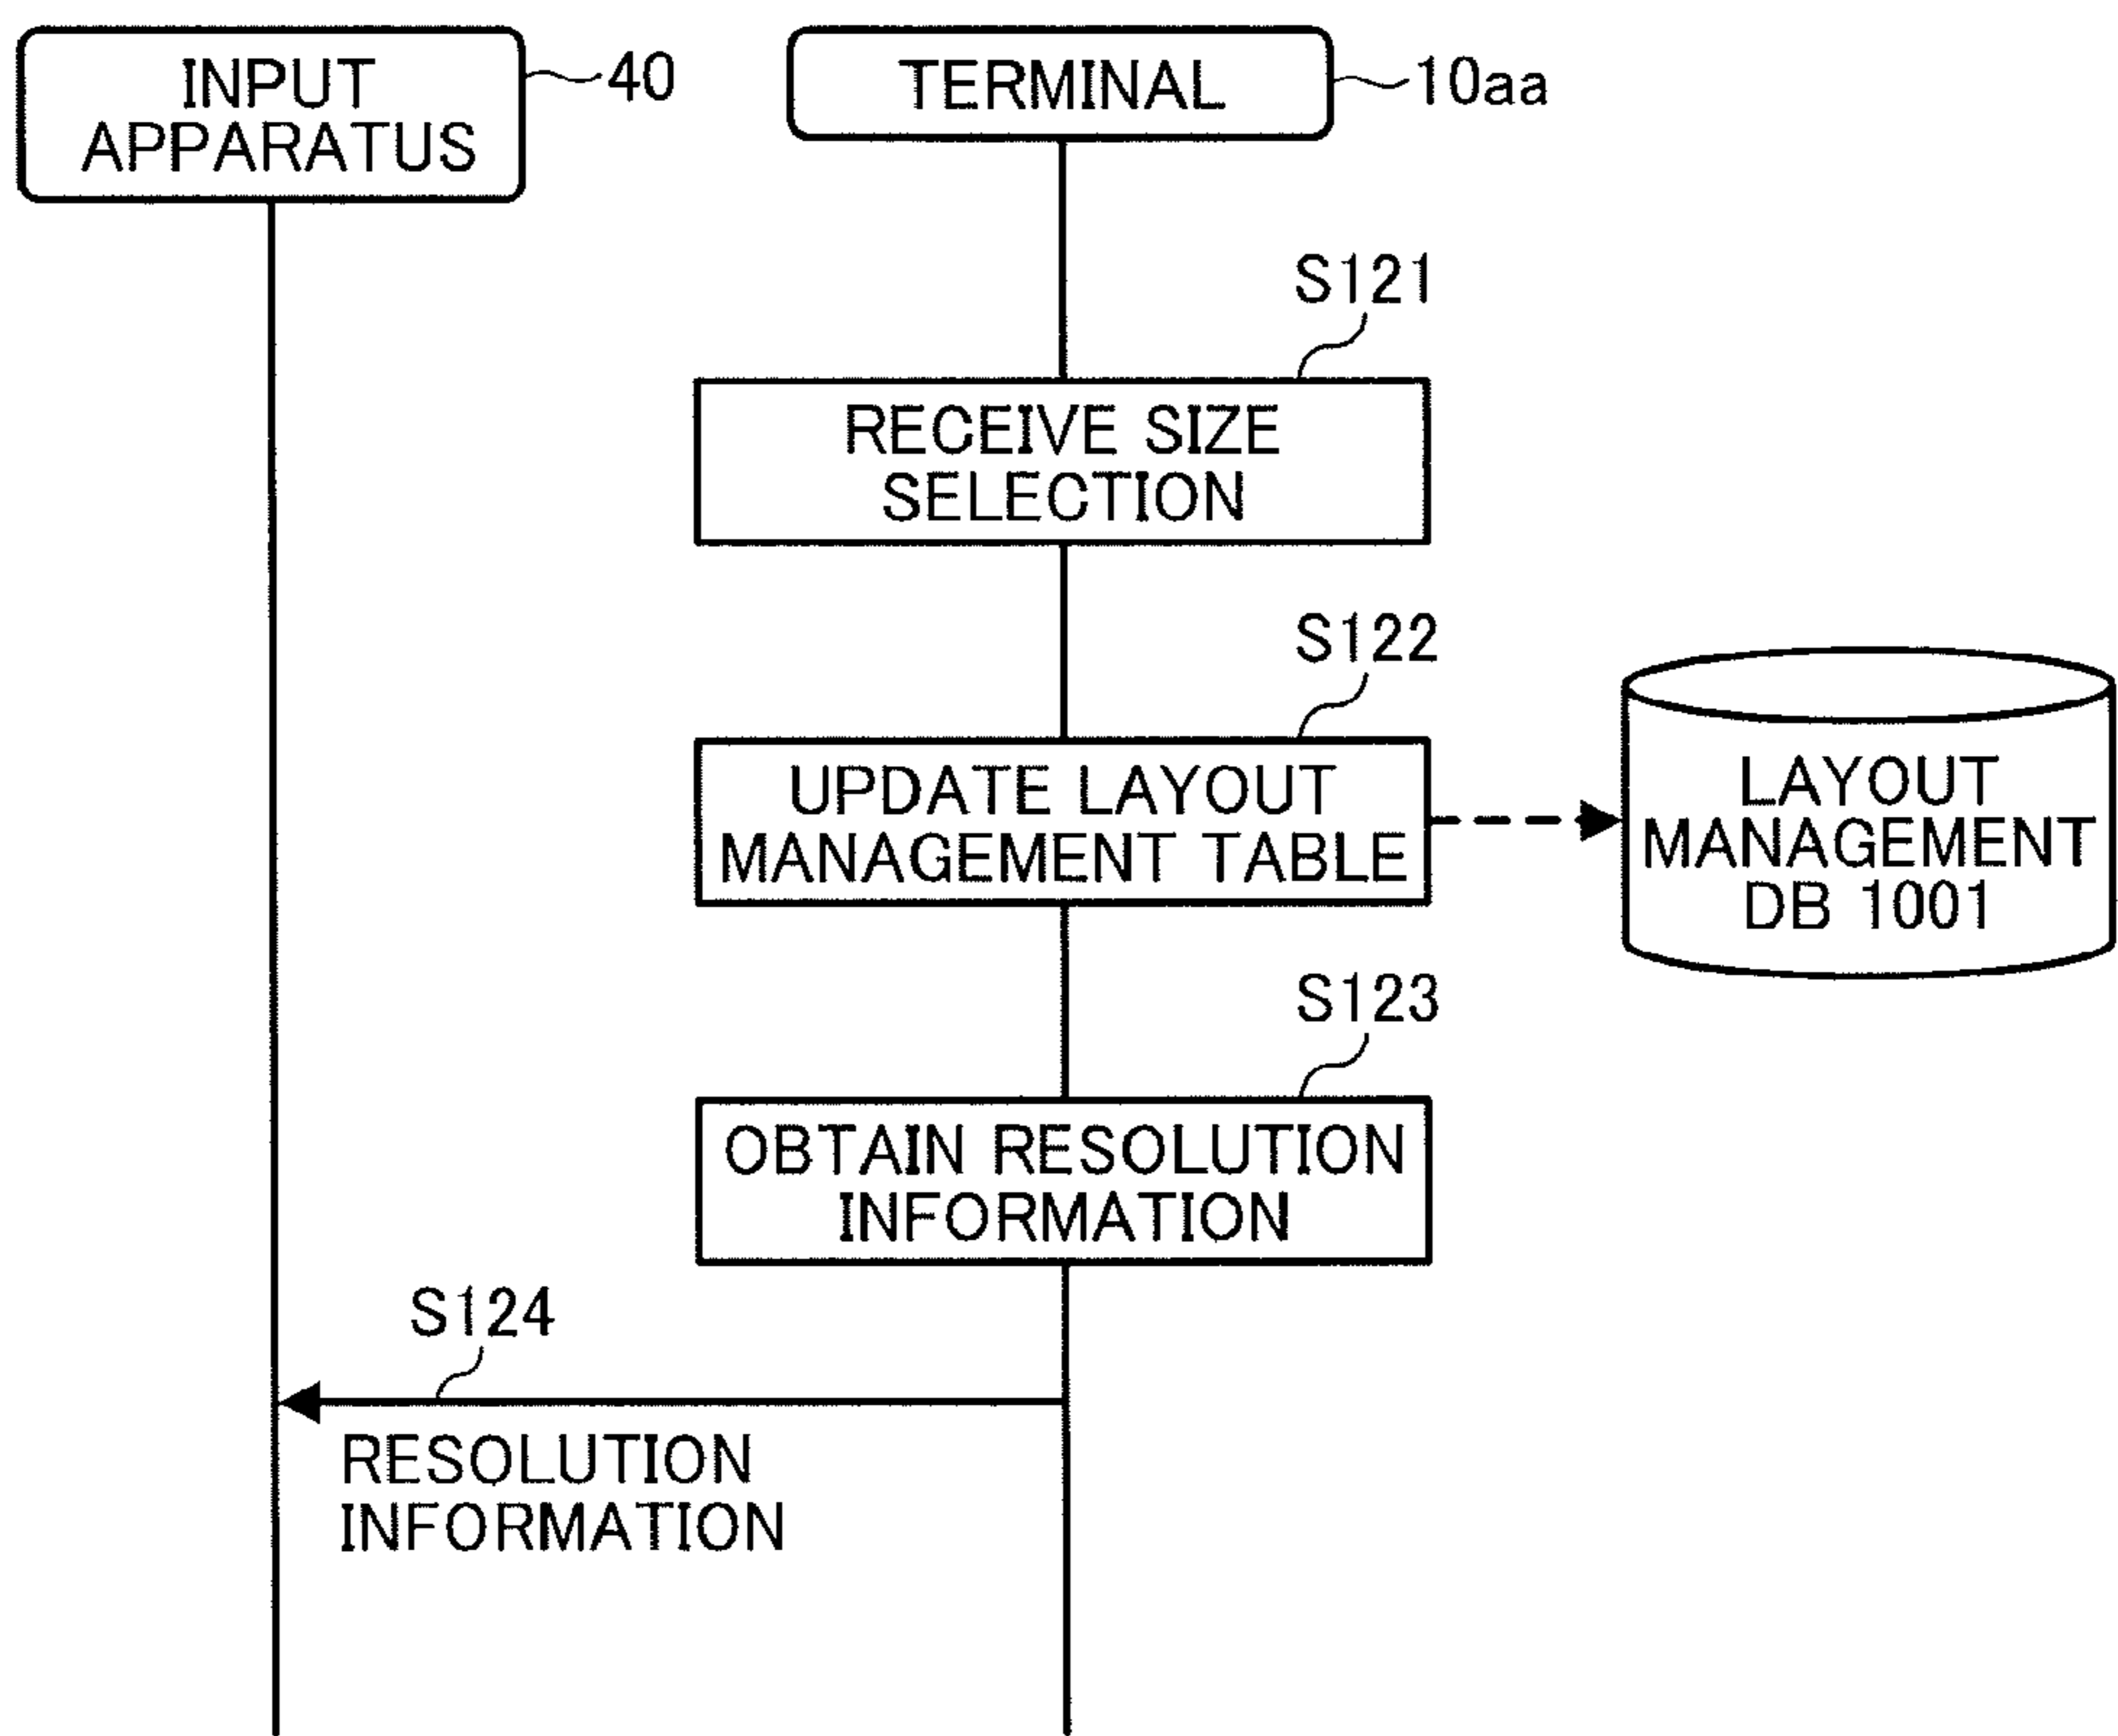 INPUT
APPARATUS
40
TERMINAL
10aa
S121
RECEIVE SIZE
SELECTION
S122
UPDATE LAYOUT
MANAGEMENT TABLE
LAYOUT
MANAGEMENT
DB 1001
S123
OBTAIN RESOLUTION
INFORMATION
S124
RESOLUTION
INFORMATION